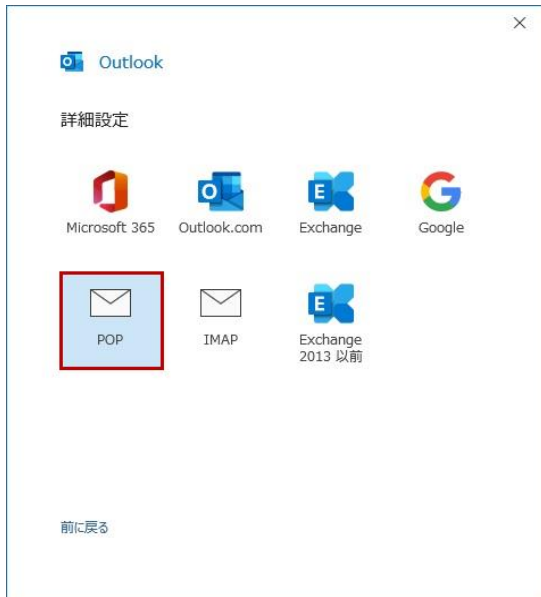 Outlook
詳細設定
Microsoft 365
Outlook.com
Exchange
Google
POP
IMAP
Exchange
2013 以前
前に戻る